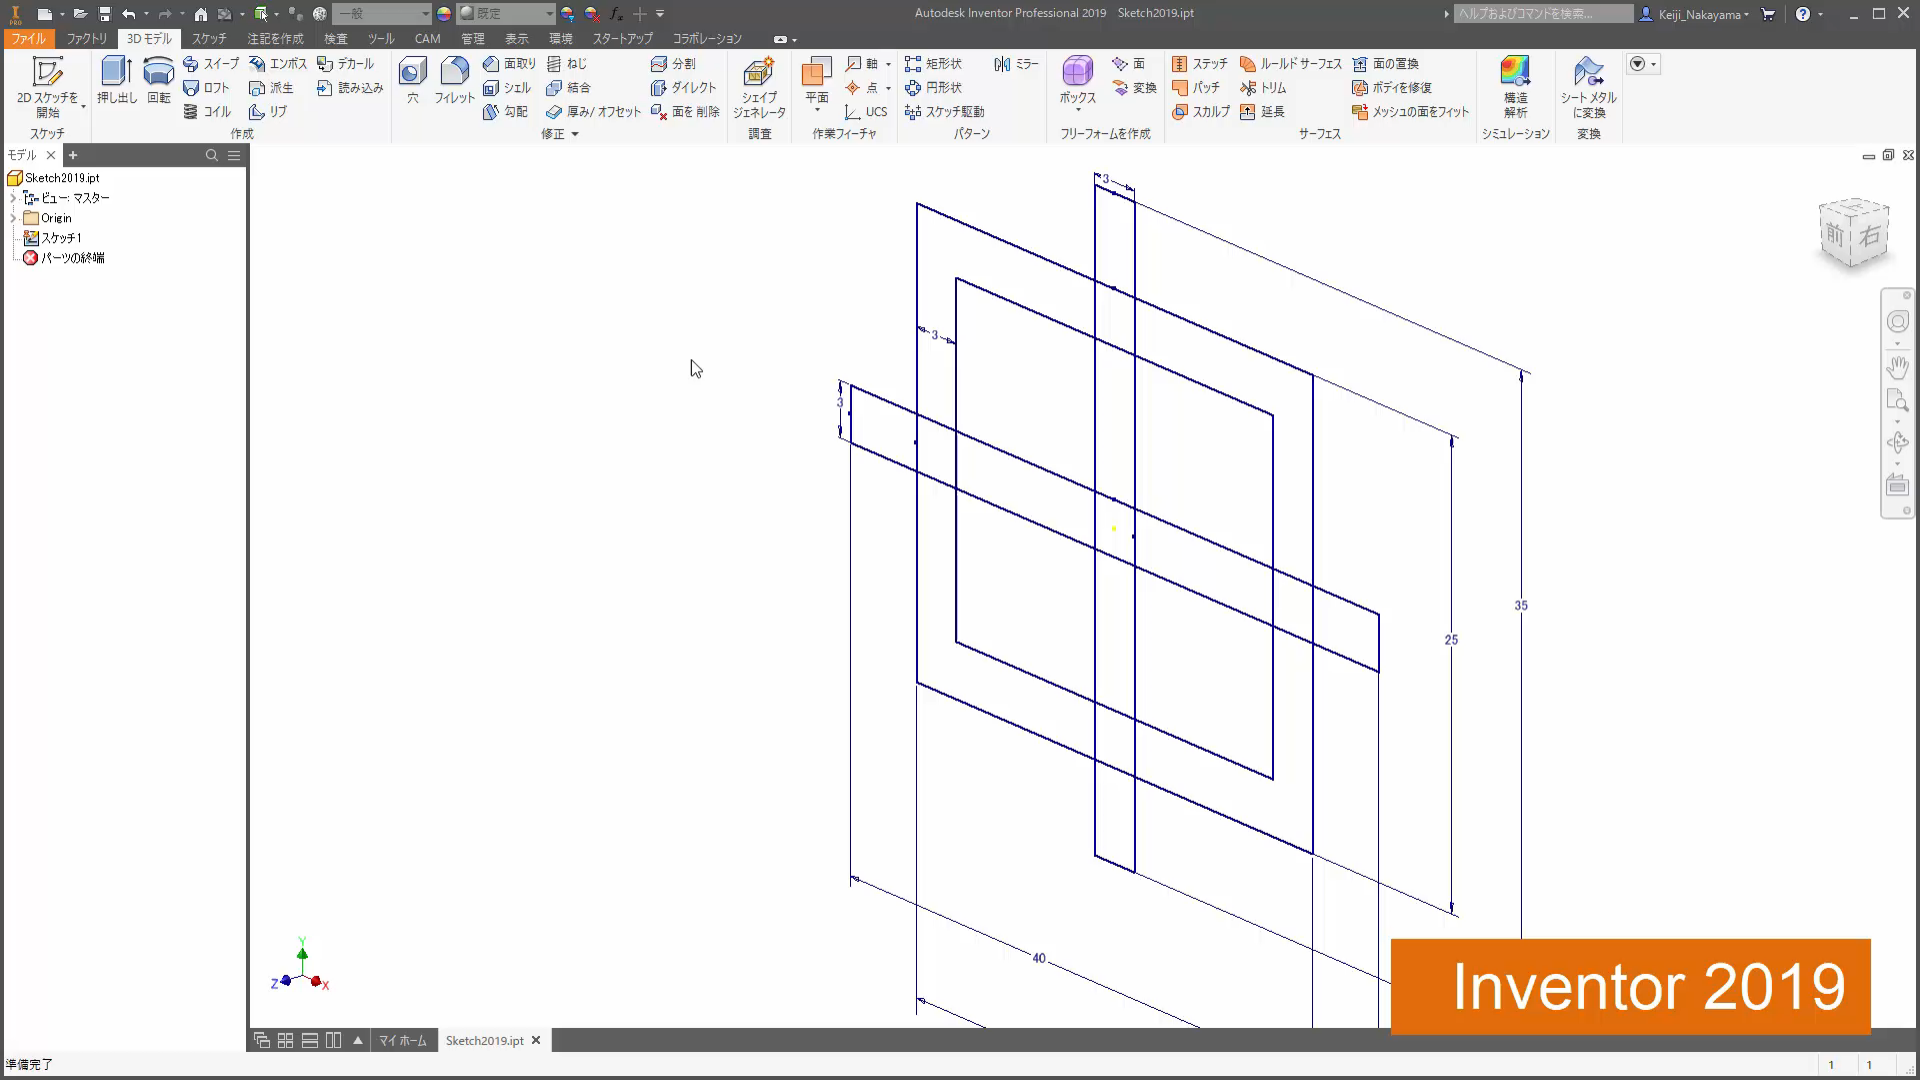 一般
既定
Autodesk Inventor Professional 2019 Sketch2019.ipt
ヘルプおよびコマンドを検索...
Keiji_Nakayama
ファイル ファクトリ 3D モデル スケッチ 注記を作成 検査 ツール CAM 管理 表示 環境 スタートアップ コラボレーション
2D スケッチを開始
スケッチ
押し出し 回転
スイープ エンボス デカール
ロフト 派生 読み込み
コイル リブ
作成
穴 フィレット
面取り ねじ 分割
シェル 結合 ダイレクト
勾配 厚み/ オフセット 面を 削除
修正
シェイプ
ジェネレータ
調査
平面
軸
点
UCS
作業フィーチャ
矩形状 ミラー
円形状
スケッチ駆動
パターン
ボックス
面
変換
フリーフォームを作成
ステッチ ルールド サーフェス 面の置換
パッチ トリム ボディを修復
スカルプ 延長 メッシュの面をフィット
サーフェス
構造
解析
シミュレーション
シート メタル
に変換
変換
モデル
Sketch2019.ipt
ビュー: マスター
Origin
スケッチ1
パーツの終端
3
3
3
35
25
40
前 右
Y
Z X
Inventor 2019
マイ ホーム Sketch2019.ipt
準備完了
1 1